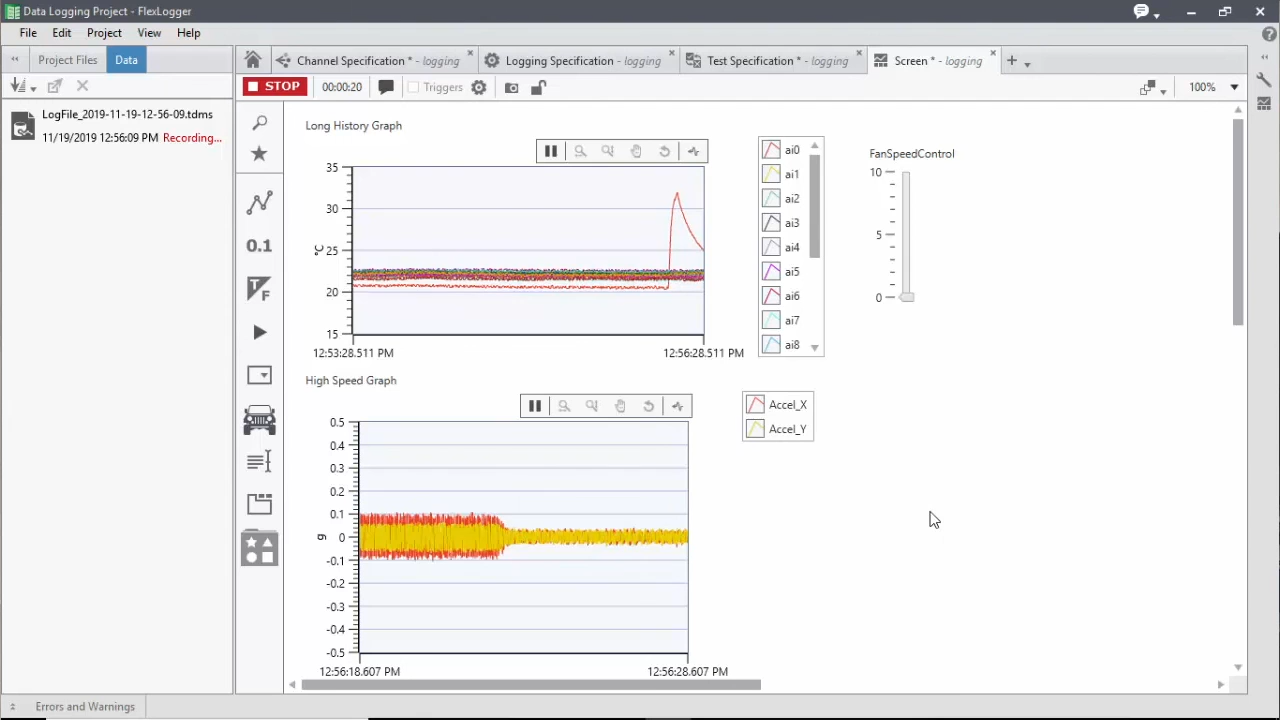 Data Logging Project - FlexLogger
File Edit Project View Help
Project Files Data
Channel Specification * - logging
Logging Specification - logging
Test Specification * - logging
Screen * - logging
STOP 00:00:20 Triggers 100%
LogFile_2019-11-19-12-56-09.tdms
11/19/2019 12:56:09 PM Recording...
0.1
T F
Long History Graph
35
30
25
20
15
°C
12:53:28.511 PM 12:56:28.511 PM
ai0
ai1
ai2
ai3
ai4
ai5
ai6
ai7
ai8
FanSpeedControl
10
5
0
High Speed Graph
0.5
0.4
0.3
0.2
0.1
0
-0.1
-0.2
-0.3
-0.4
-0.5
g
12:56:18.607 PM 12:56:28.607 PM
Accel_X
Accel_Y
Errors and Warnings